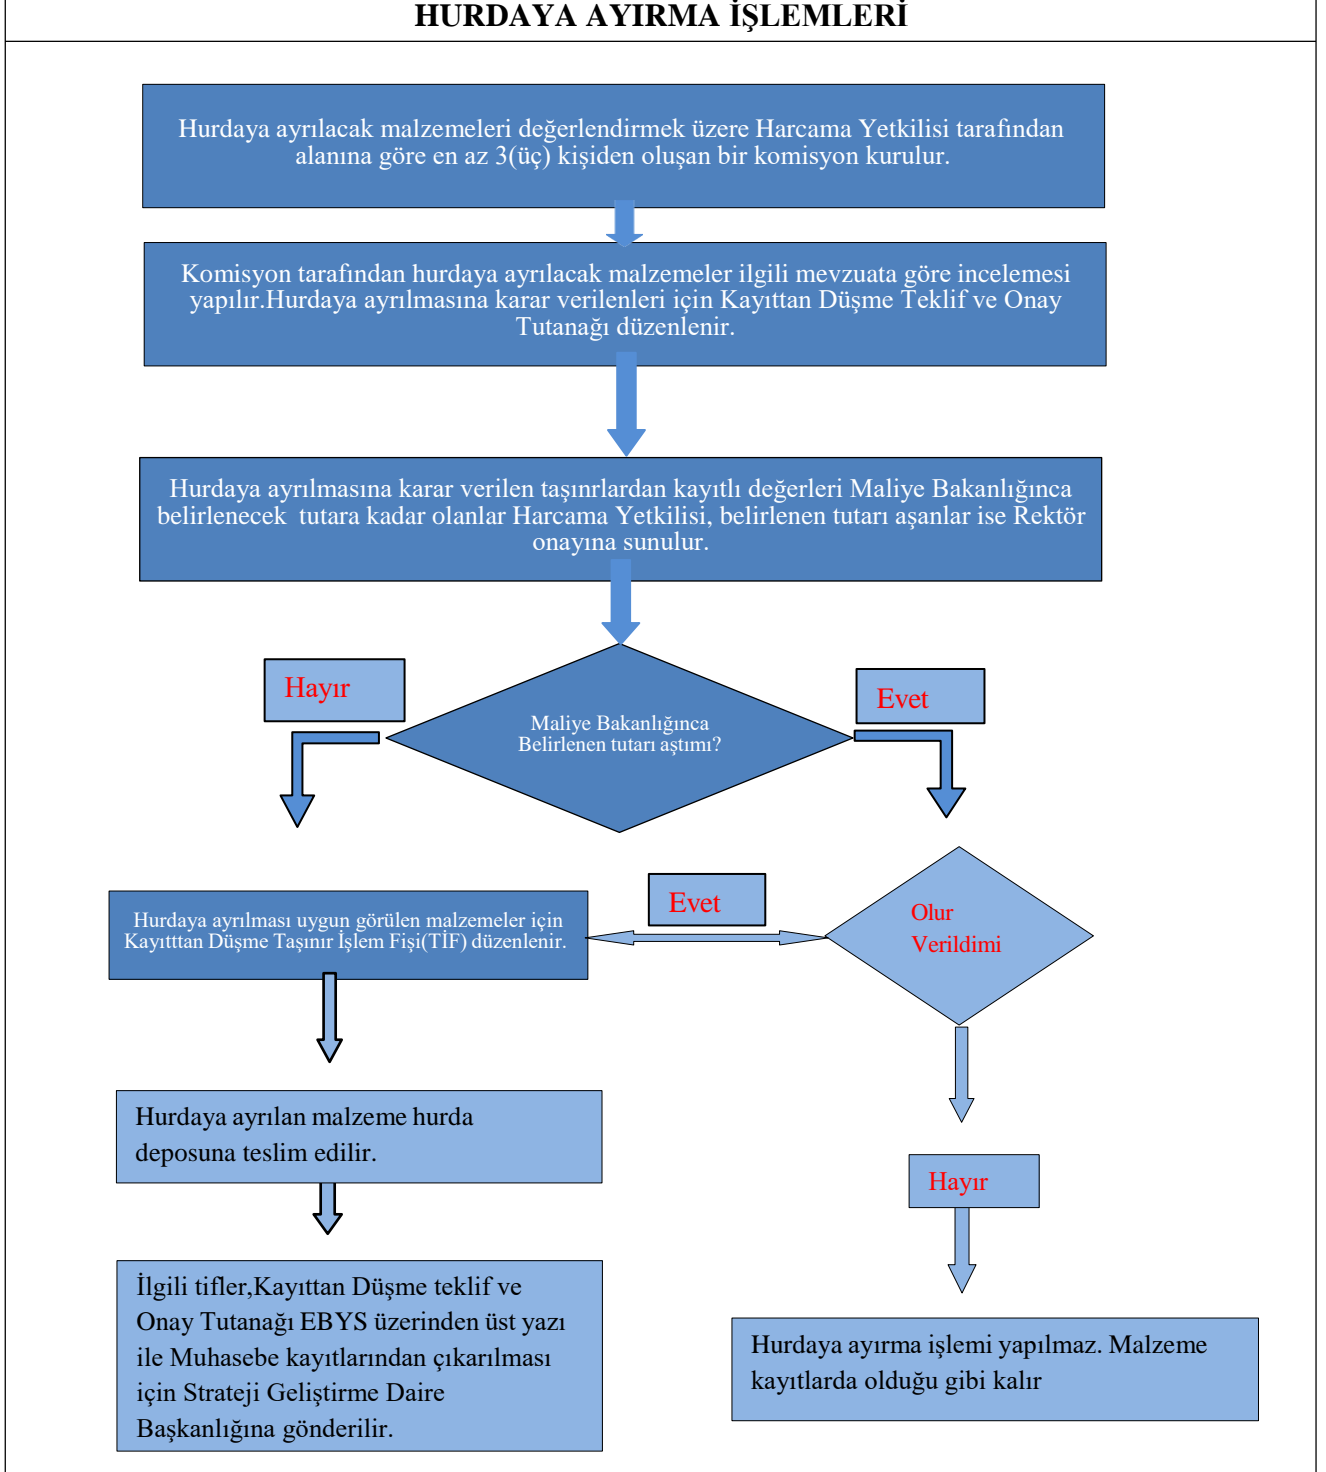 HURDAYA AYIRMA İŞLEMLERİ
Hurdaya ayrılacak malzemeleri değerlendirmek üzere Harcama Yetkilisi tarafından
alanına göre en az 3(üç) kişiden oluşan bir komisyon kurulur.
Komisyon tarafından hurdaya ayrılacak malzemeler ilgili mevzuata göre incelemesi
yapılır.Hurdaya ayrılmasına karar verilenleri için Kayıttan Düşme Teklif ve Onay
Tutanağı düzenlenir.
Hurdaya ayrılmasına karar verilen taşınrlardan kayıtlı değerleri Maliye Bakanlığınca
belirlenecek tutara kadar olanlar Harcama Yetkilisi, belirlenen tutarı aşanlar ise Rektör
onayına sunulur.
Hayır
Evet
Maliye Bakanlığınca
Belirlenen tutarı aştımı?
Evet
Olur
Verildimi
Hurdaya ayrılması uygun görülen malzemeler için
Kayıtttan Düşme Taşınır İşlem Fişi(TİF) düzenlenir.
Hurdaya ayrılan malzeme hurda
deposuna teslim edilir.
Hayır
İlgili tifler,Kayıttan Düşme teklif ve
Onay Tutanağı EBYS üzerinden üst yazı
ile Muhasebe kayıtlarından çıkarılması
için Strateji Geliştirme Daire
Başkanlığına gönderilir.
Hurdaya ayırma işlemi yapılmaz. Malzeme
kayıtlarda olduğu gibi kalır